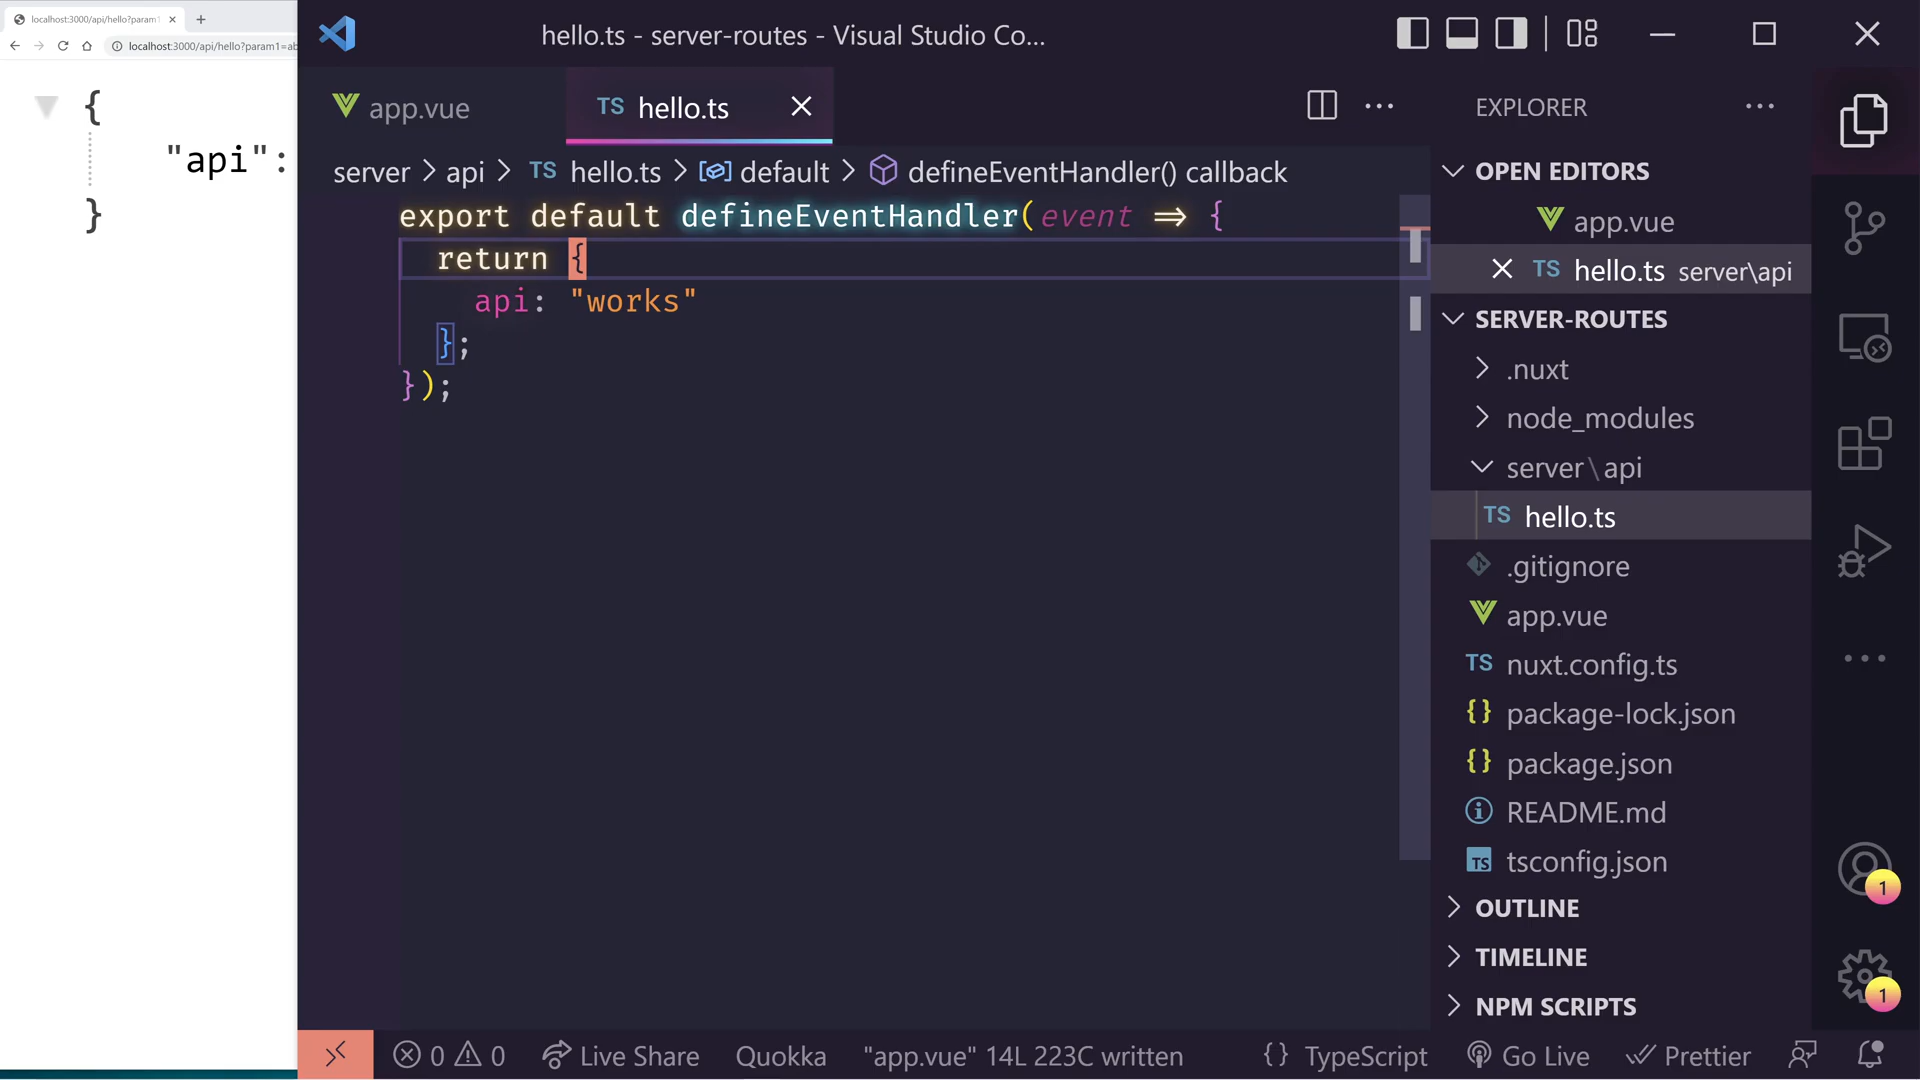 localhost:3000/api/hello?param1
localhost:3000/api/hello?param1=ab
{
"api":
}
hello.ts - server-routes - Visual Studio Co...
app.vue
TS hello.ts
server > api > TS hello.ts > default > defineEventHandler() callback
export default defineEventHandler(event => {
return {
api: "works"
};
});
EXPLORER
OPEN EDITORS
app.vue
TS hello.ts server\api
SERVER-ROUTES
.nuxt
node_modules
server\api
TS hello.ts
.gitignore
app.vue
TS nuxt.config.ts
{} package-lock.json
{} package.json
README.md
TS tsconfig.json
OUTLINE
TIMELINE
NPM SCRIPTS
1
1
0 0 Live Share Quokka "app.vue" 14L 223C written {} TypeScript Go Live Prettier